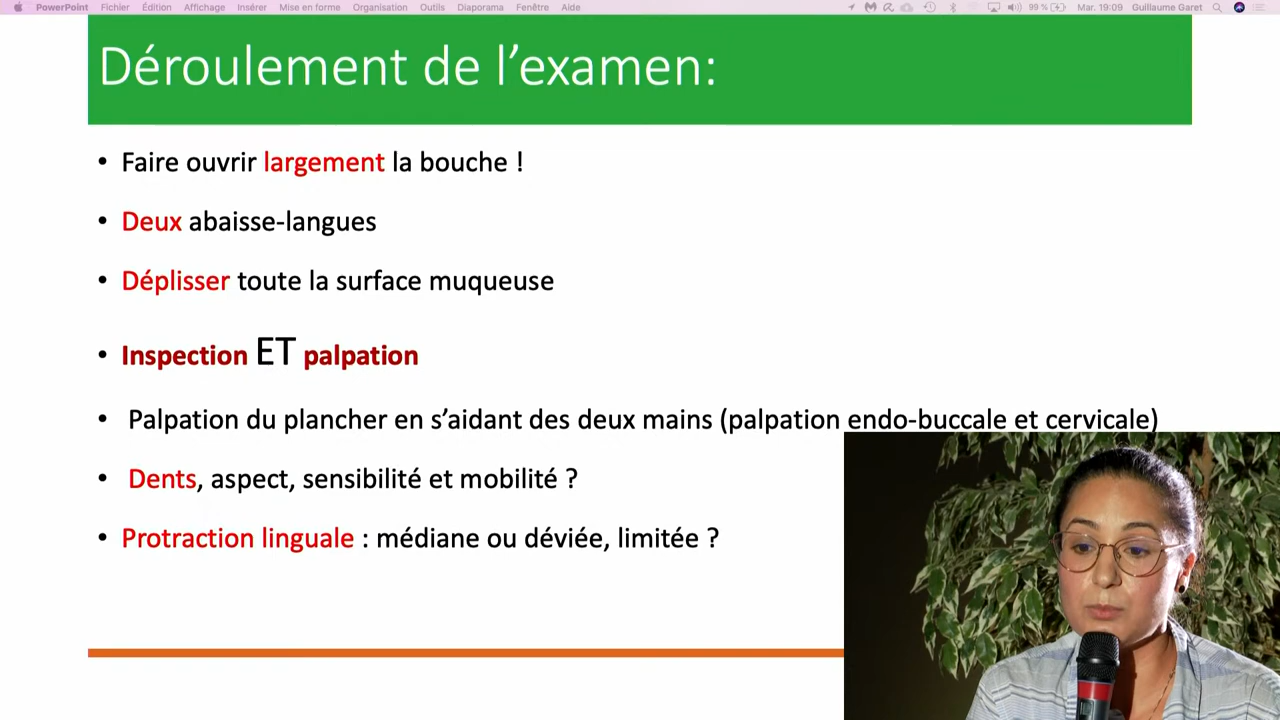 PowerPoint Fichier Édition Affichage Insérer Mise en forme Organisation Outils Diaporama Fenêtre Aide 99 % Mar. 19:09 Guillaume Garet
Déroulement de l’examen:
• Faire ouvrir largement la bouche !
• Deux abaisse-langues
• Déplisser toute la surface muqueuse
• Inspection ET palpation
• Palpation du plancher en s’aidant des deux mains (palpation endo-buccale et cervicale)
• Dents, aspect, sensibilité et mobilité ?
• Protraction linguale : médiane ou déviée, limitée ?